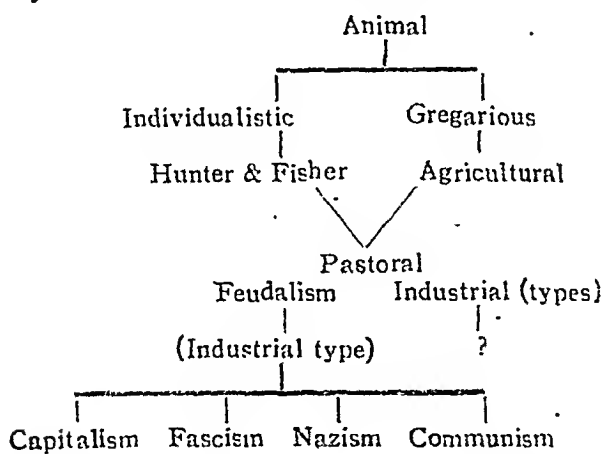 Animal
Individualistic Gregarious
Hunter & Fisher Agricultural
Pastoral
Feudalism Industrial (types)
(Industrial type) ?
Capitalism Fascism Nazism Communism